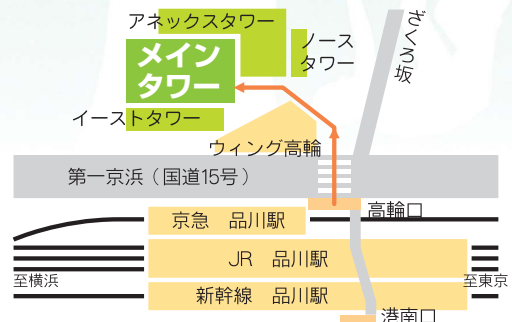 アネックスタワー
メイン
タワー
ノース
タワー
ざくろ坂
イーストタワー
ウィング高輪
第一京浜（国道15号）
高輪口
京急 品川駅
JR 品川駅
至横浜
至東京
新幹線 品川駅
港南口